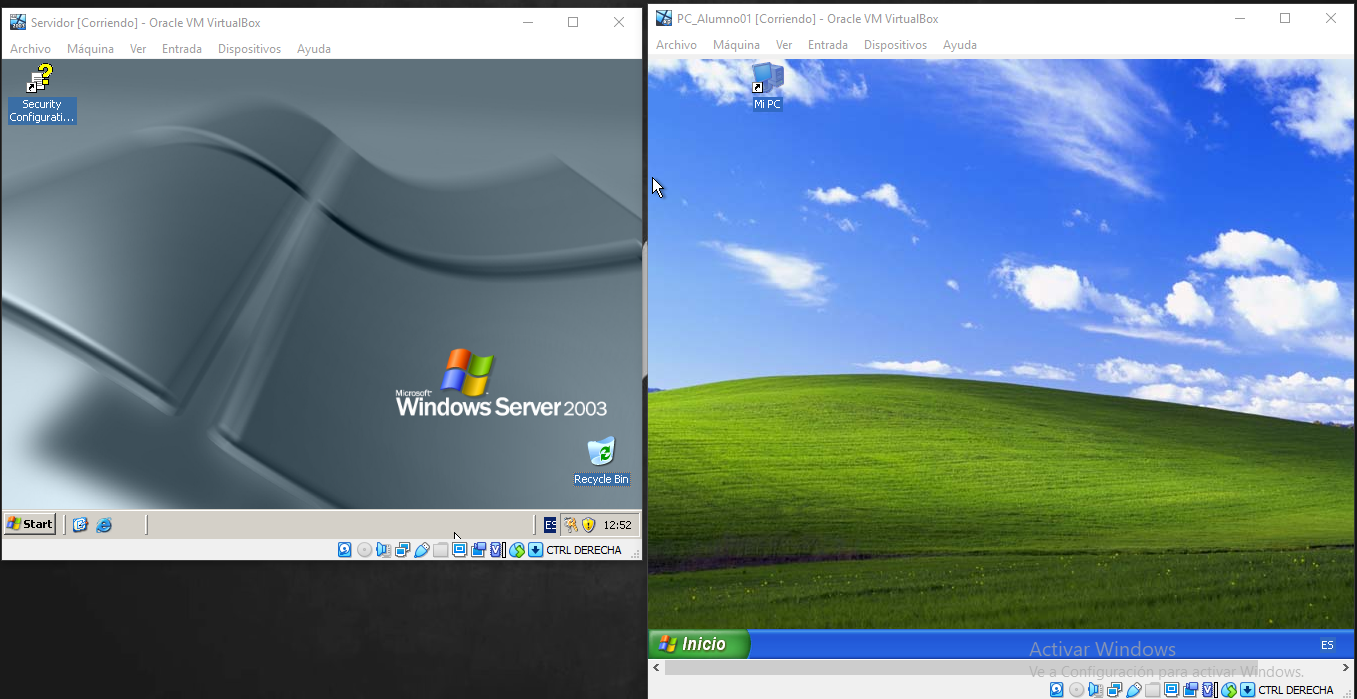 Servidor [Corriendo] - Oracle VM VirtualBox
Archivo Máquina Ver Entrada Dispositivos Ayuda
Security
Configurati...
Microsoft
Windows Server 2003
Recycle Bin
Start
ES
12:52
CTRL DERECHA
PC_Alumno01 [Corriendo] - Oracle VM VirtualBox
Archivo Máquina Ver Entrada Dispositivos Ayuda
Mi PC
Inicio
ES
Activar Windows
Ve a Configuración para activar Windows.
CTRL DERECHA